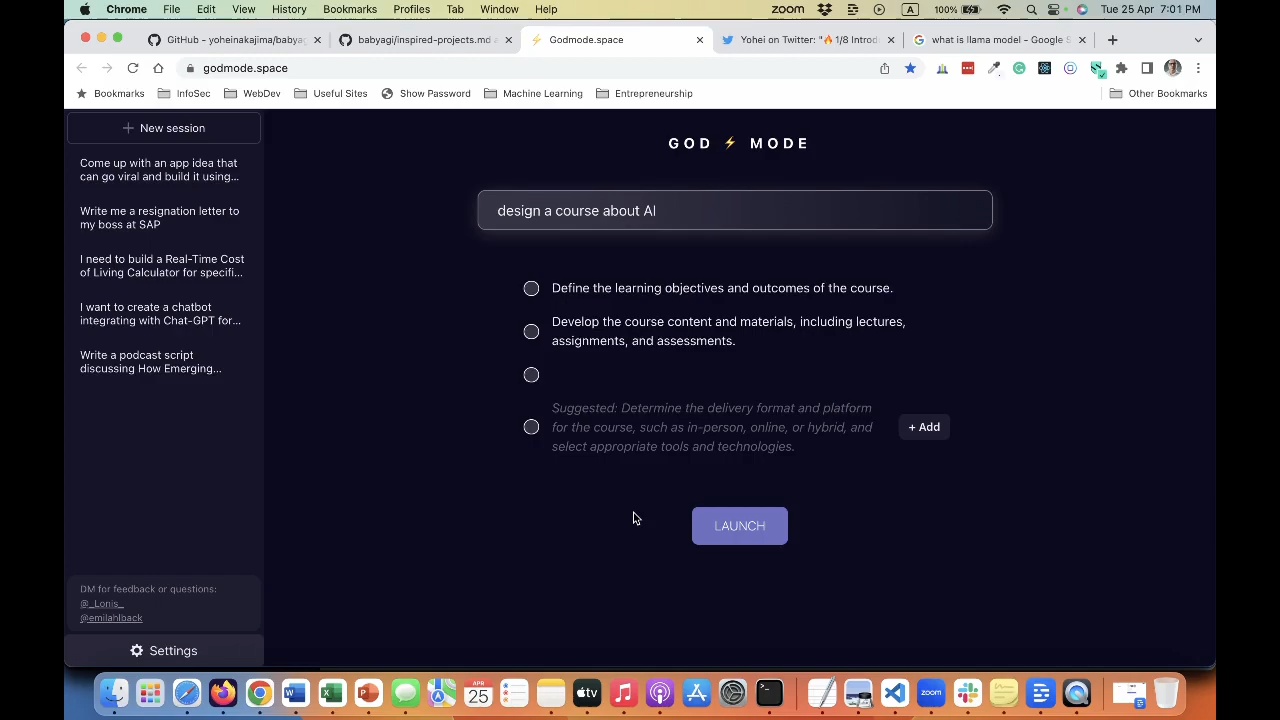 Chrome File Edit View History Bookmarks Profiles Tab Window Help zoom A 100% Tue 25 Apr 7:01 PM
GitHub - yoheinakajima/babyag babyagi/inspired-projects.md a Godmode.space Yohei on Twitter: "🔥1/8 Introd what is llama model - Google S
godmode.space
Bookmarks InfoSec WebDev Useful Sites Show Password Machine Learning Entrepreneurship Other Bookmarks
New session
Come up with an app idea that
can go viral and build it using...
Write me a resignation letter to
my boss at SAP
I need to build a Real-Time Cost
of Living Calculator for specifi...
I want to create a chatbot
integrating with Chat-GPT for...
Write a podcast script
discussing How Emerging...
DM for feedback or questions:
@_Lonis_
@emilahlback
Settings
GOD ⚡ MODE
design a course about AI
Define the learning objectives and outcomes of the course.
Develop the course content and materials, including lectures,
assignments, and assessments.
Suggested: Determine the delivery format and platform
for the course, such as in-person, online, or hybrid, and
select appropriate tools and technologies.
+ Add
LAUNCH
APR
25
tv
zoom